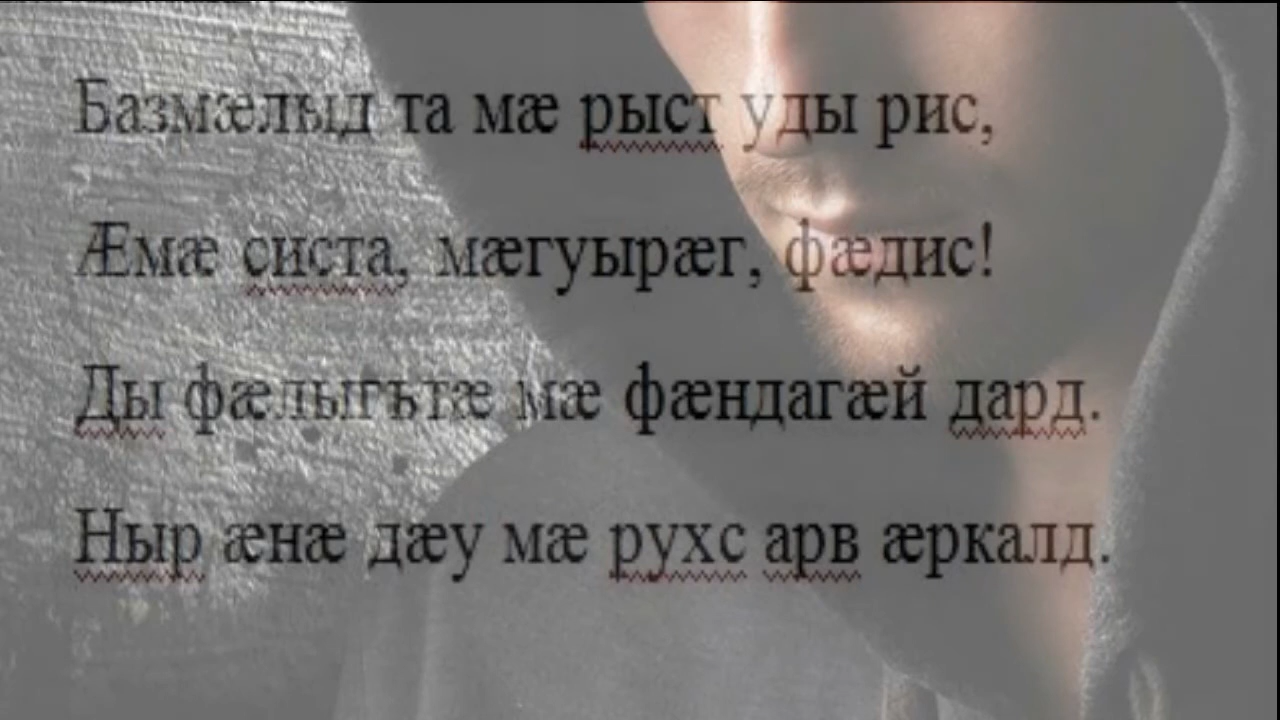 Базмæлыд та мæ рыст уды рис,
Æмæ систа, мæгуырæг, фæдис!
Ды фæлыгътæ мæ фæндагæй дард.
Ныр æнæ дæу мæ рухс арв æркалд.